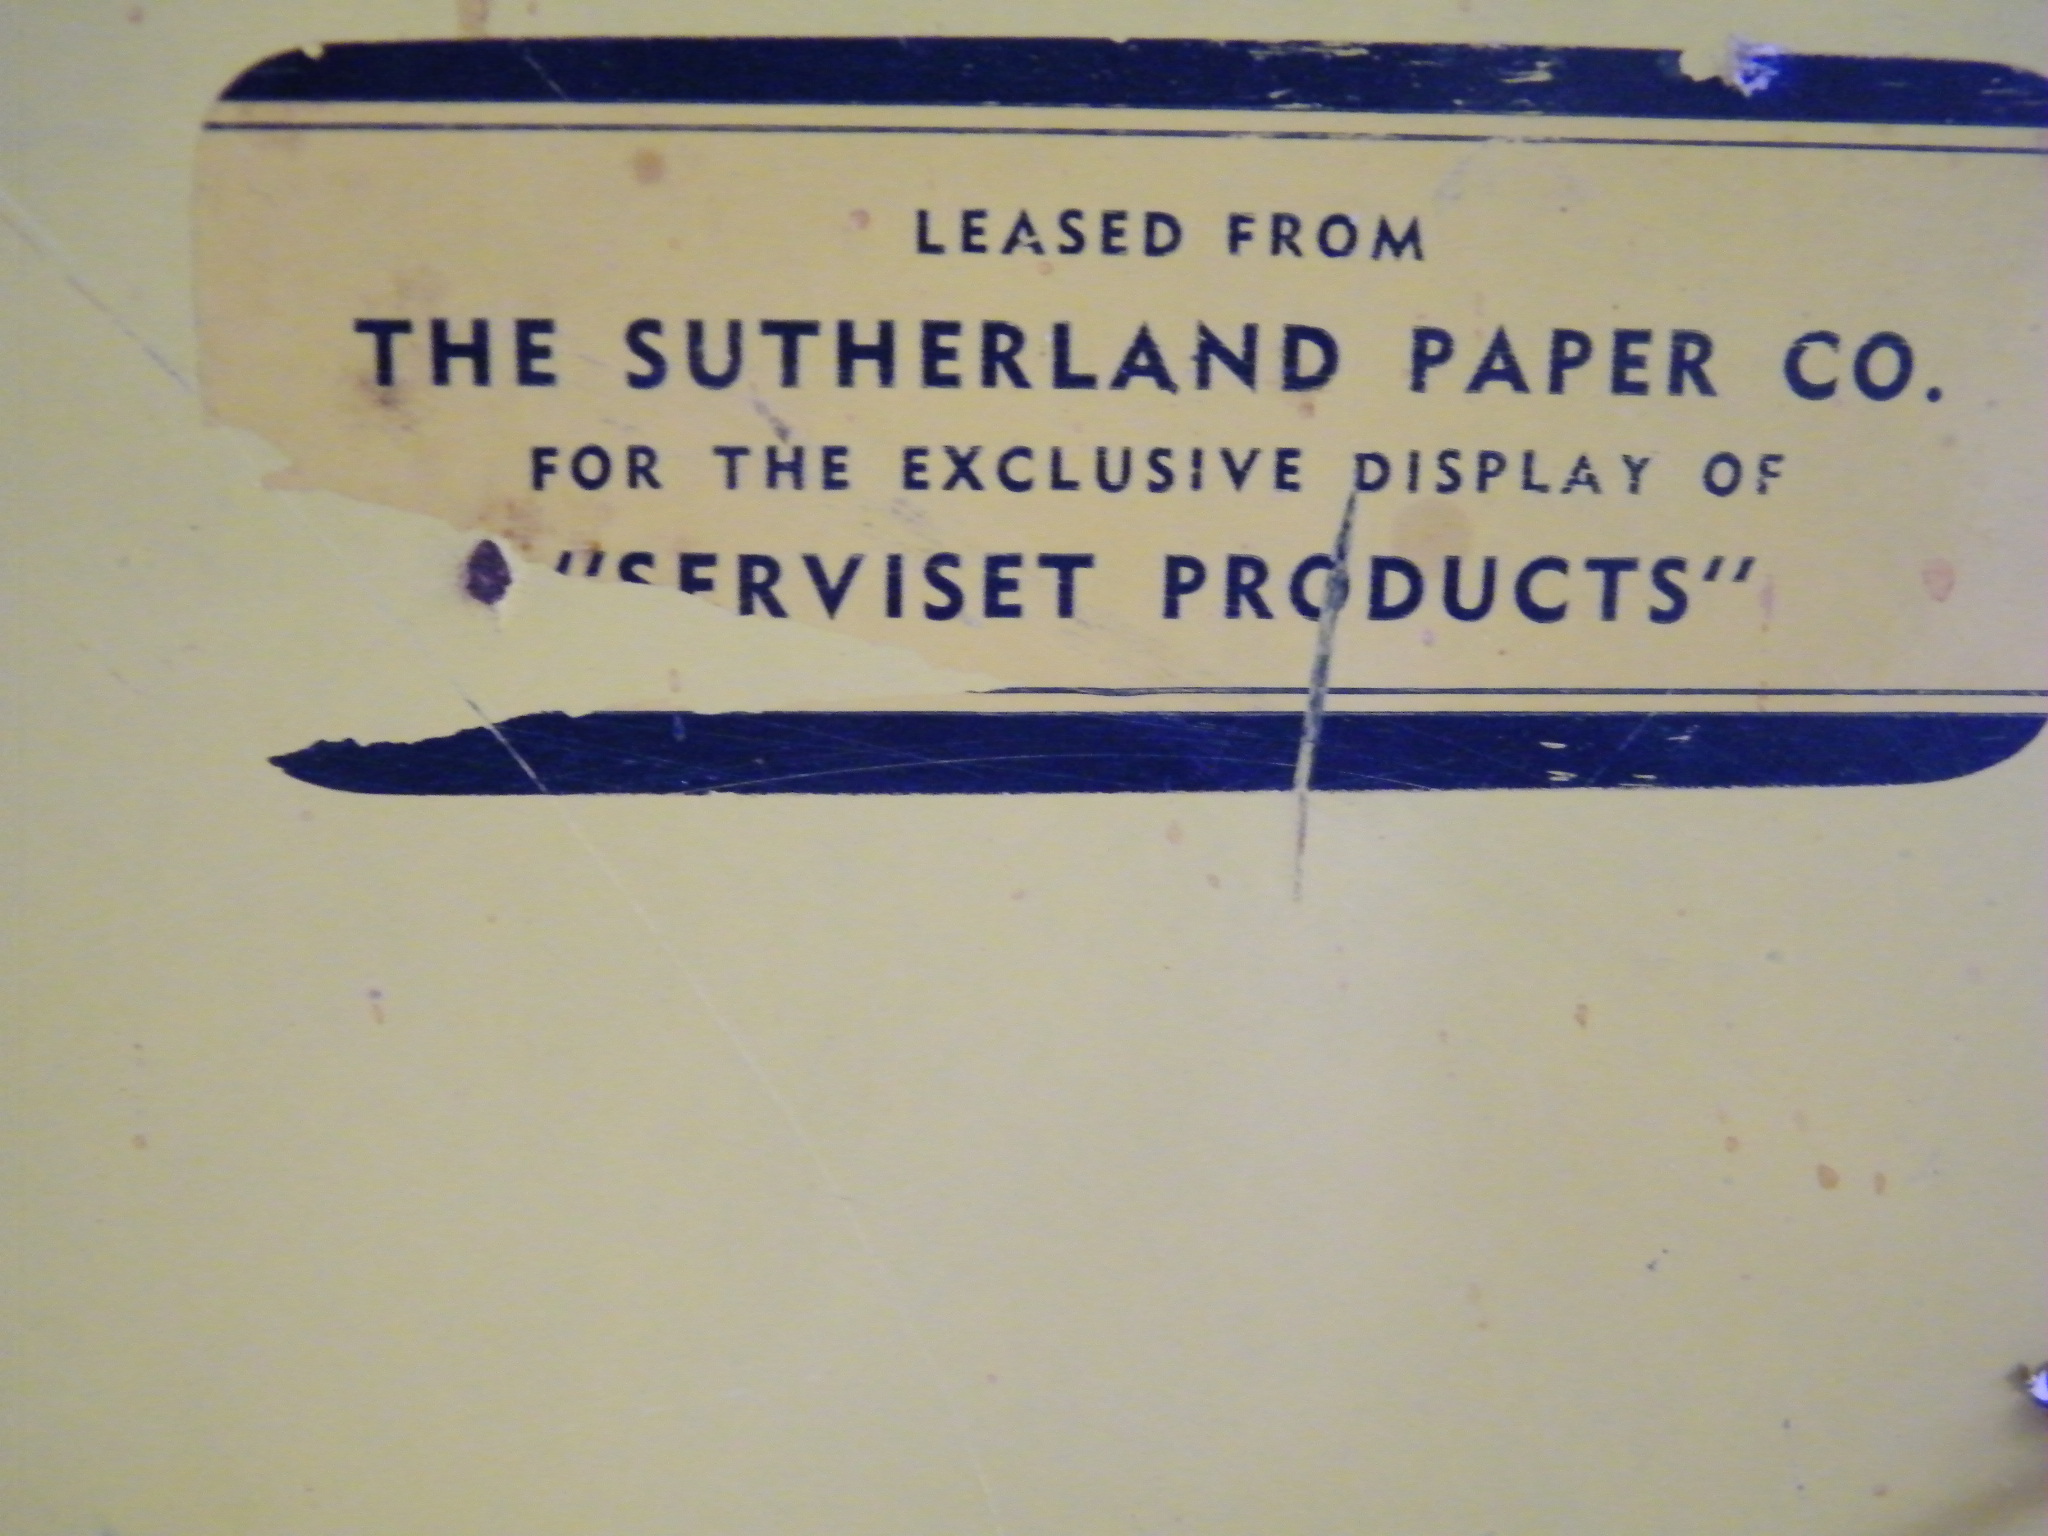 LEASED FROM
THE SUTHERLAND PAPER CO.
FOR THE EXCLUSIVE DISPLAY OF
"SERVISET PRODUCTS"